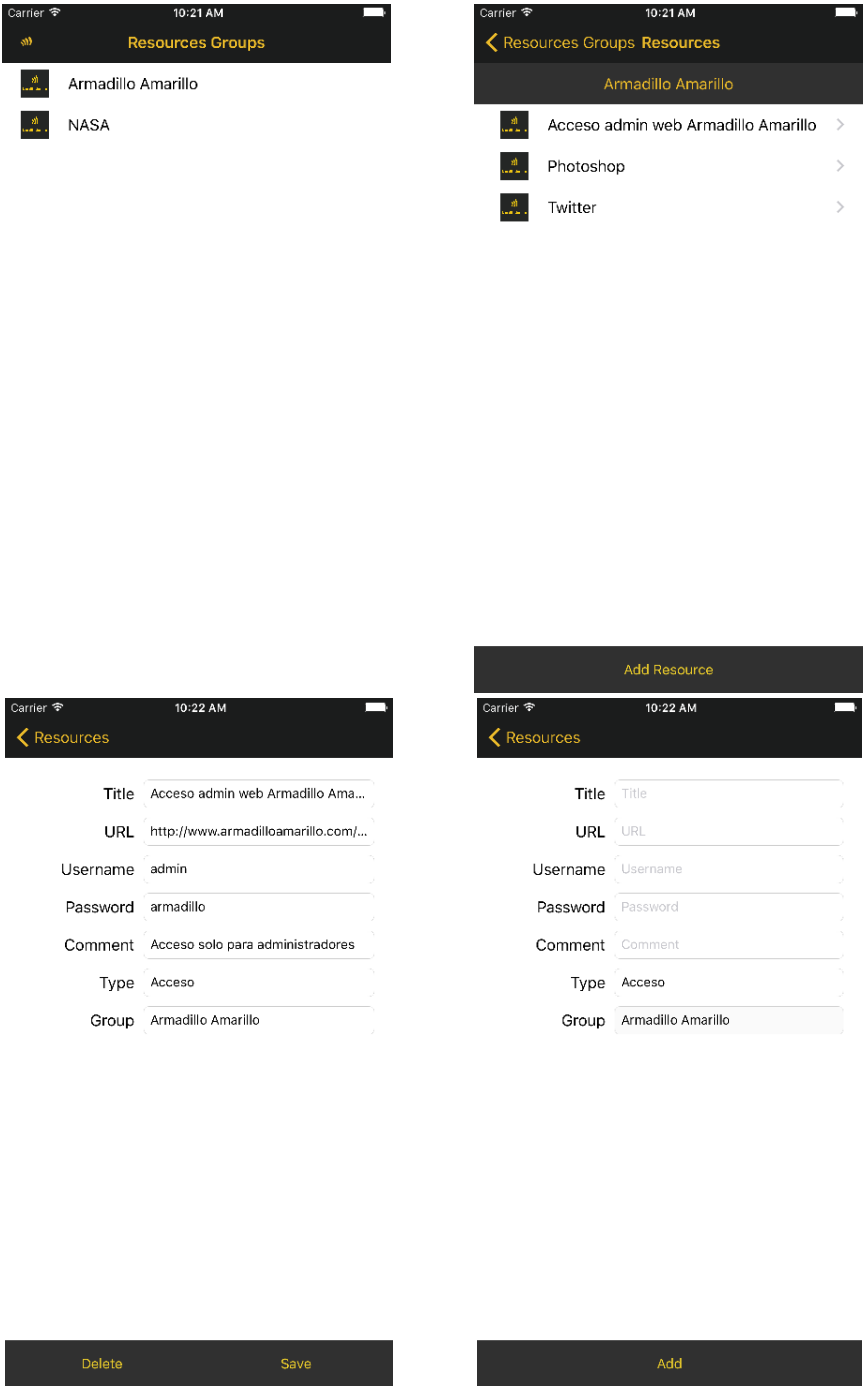 Carrier 10:21 AM
Resources Groups
Armadillo Amarillo
NASA
Carrier 10:21 AM
Resources Groups Resources
Armadillo Amarillo
Acceso admin web Armadillo Amarillo
Photoshop
Twitter
Add Resource
Carrier 10:22 AM
Resources
Title Acceso admin web Armadillo Ama...
URL http://www.armadilloamarillo.com/...
Username admin
Password armadillo
Comment Acceso solo para administradores
Type Acceso
Group Armadillo Amarillo
Delete Save
Carrier 10:22 AM
Resources
Title Title
URL URL
Username Username
Password Password
Comment Comment
Type Acceso
Group Armadillo Amarillo
Add